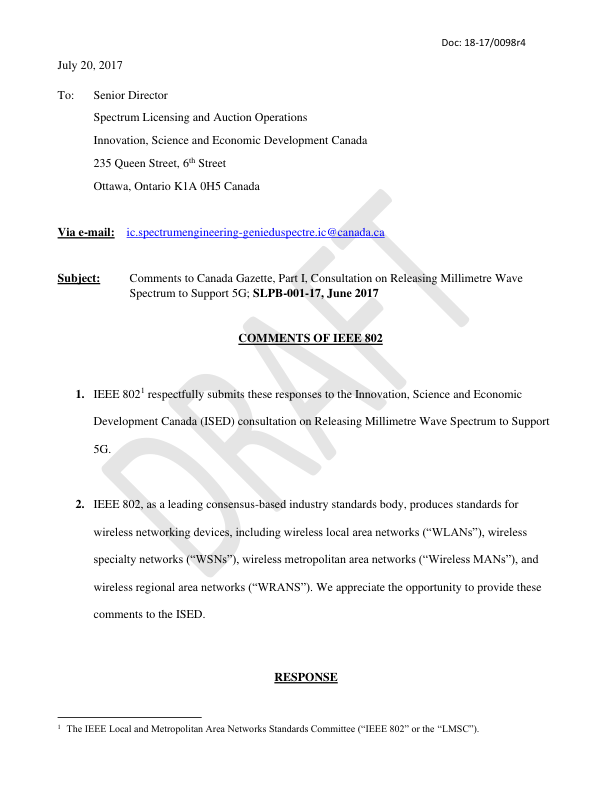 Doc: 18-17/0098r4
July 20, 2017
To: Senior Director
Spectrum Licensing and Auction Operations
Innovation, Science and Economic Development Canada
235 Queen Street, 6th Street
Ottawa, Ontario K1A 0H5 Canada
Via e-mail: ic.spectrumengineering-genieduspectre.ic@canada.ca
Subject: Comments to Canada Gazette, Part I, Consultation on Releasing Millimetre Wave
Spectrum to Support 5G; SLPB-001-17, June 2017
COMMENTS OF IEEE 802
1. IEEE 8021 respectfully submits these responses to the Innovation, Science and Economic
Development Canada (ISED) consultation on Releasing Millimetre Wave Spectrum to Support
5G.
2. IEEE 802, as a leading consensus-based industry standards body, produces standards for
wireless networking devices, including wireless local area networks (“WLANs”), wireless
specialty networks (“WSNs”), wireless metropolitan area networks (“Wireless MANs”), and
wireless regional area networks (“WRANS”). We appreciate the opportunity to provide these
comments to the ISED.
RESPONSE
1 The IEEE Local and Metropolitan Area Networks Standards Committee (“IEEE 802” or the “LMSC”).
DRAFT